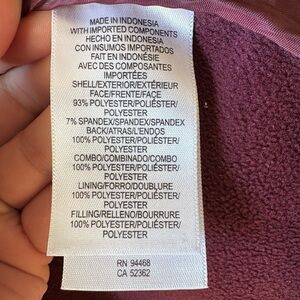 MADE IN INDONESIA
WITH IMPORTED COMPONENTS
HECHO EN INDONESIA
CON INSUMOS IMPORTADOS
FAIT EN INDONÉSIE
AVEC DES COMPOSANTES
IMPORTÉES
SHELL/EXTERIOR/EXTÉRIEUR
FACE/FRENTE/FACE
93% POLYESTER/POLIÉSTER/
POLYESTER
7% SPANDEX/SPANDEX/SPANDEX
BACK/ATRAS/L'ENDOS
100% POLYESTER/POLIÉSTER/
POLYESTER
COMBO/COMBINADO/COMBO
100% POLYESTER/POLIÉSTER/
POLYESTER
LINING/FORRO/DOUBLURE
100% POLYESTER/POLIÉSTER/
POLYESTER
FILLING/RELLENO/BOURRURE
100% POLYESTER/POLIÉSTER/
POLYESTER
RN 94468
CA 52362